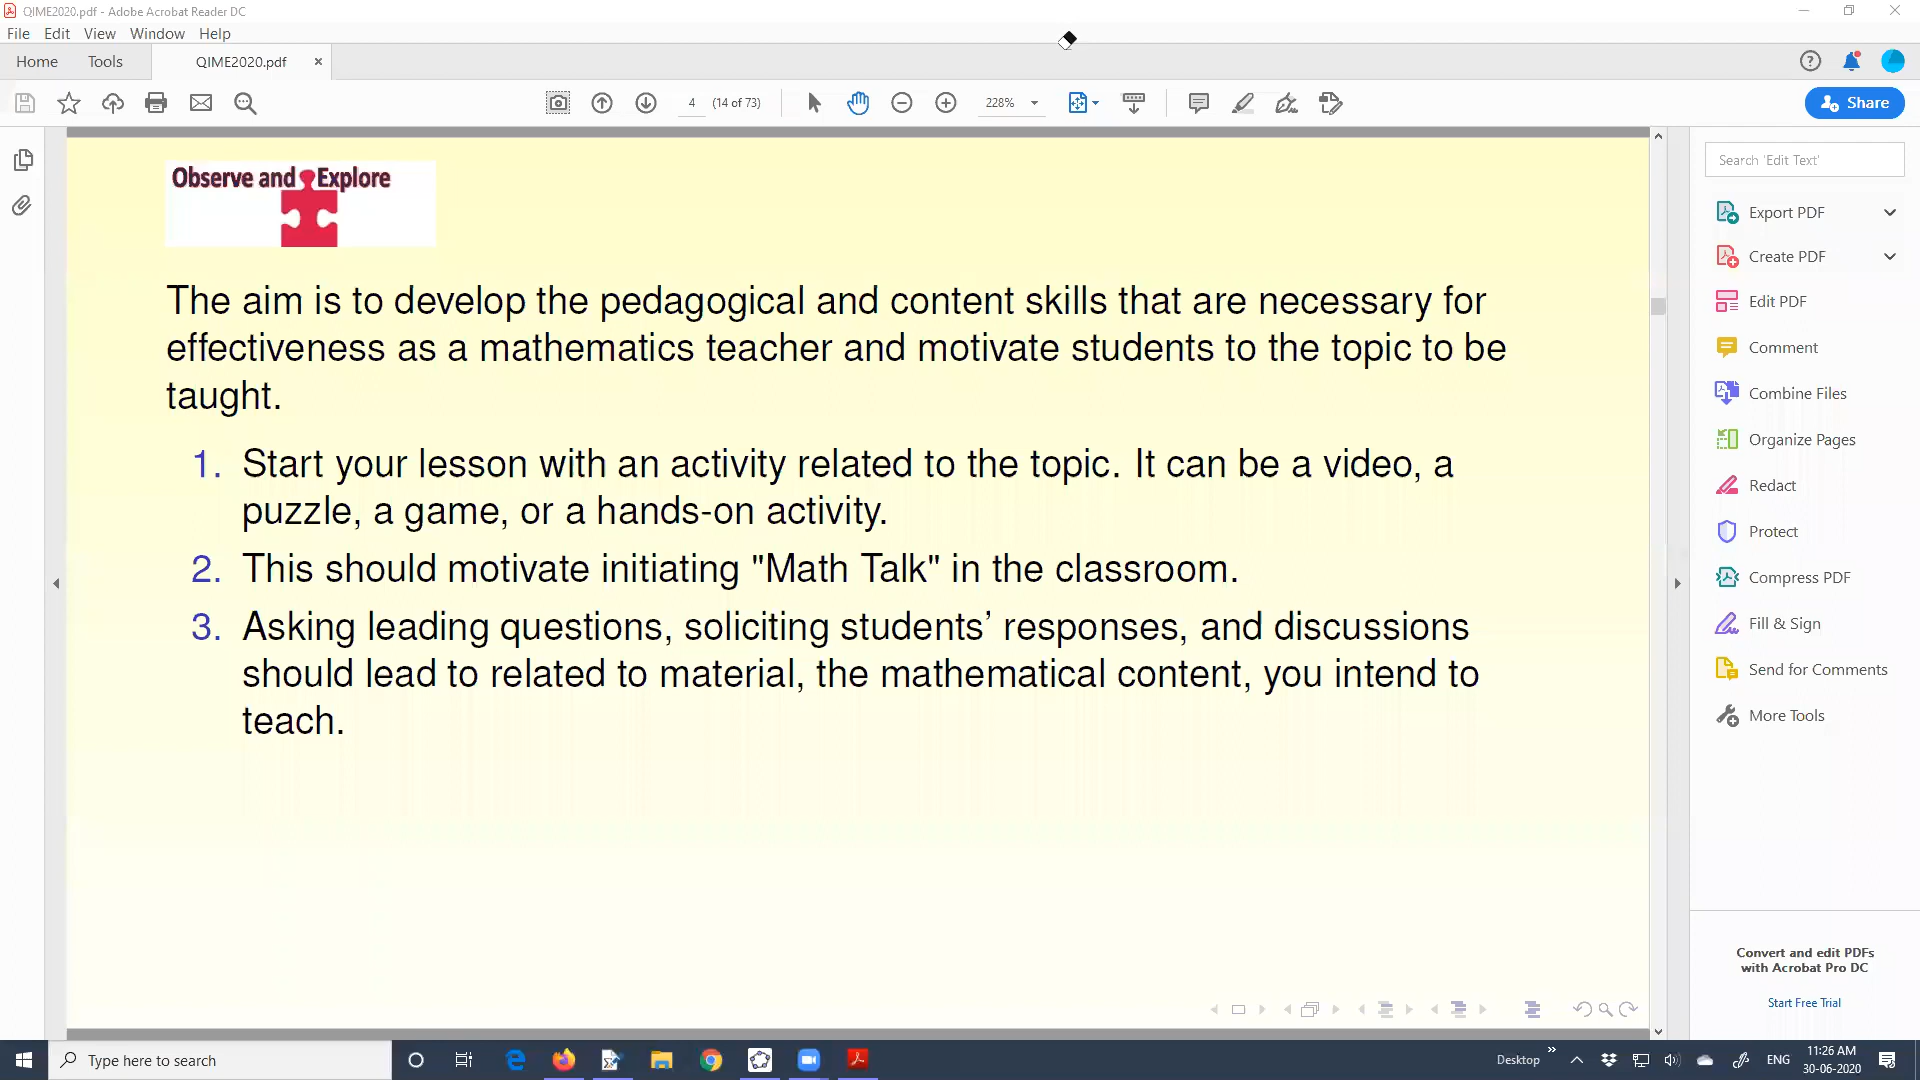 QIME2020.pdf - Adobe Acrobat Reader DC
File Edit View Window Help
Home Tools QIME2020.pdf
4 (14 of 73) 228% Share
Observe and Explore
The aim is to develop the pedagogical and content skills that are necessary for
effectiveness as a mathematics teacher and motivate students to the topic to be
taught.
1. Start your lesson with an activity related to the topic. It can be a video, a
puzzle, a game, or a hands-on activity.
2. This should motivate initiating "Math Talk" in the classroom.
3. Asking leading questions, soliciting students’ responses, and discussions
should lead to related to material, the mathematical content, you intend to
teach.
Search 'Edit Text'
Export PDF
Create PDF
Edit PDF
Comment
Combine Files
Organize Pages
Redact
Protect
Compress PDF
Fill & Sign
Send for Comments
More Tools
Convert and edit PDFs
with Acrobat Pro DC
Start Free Trial
Type here to search
Desktop
ENG
11:26 AM
30-06-2020